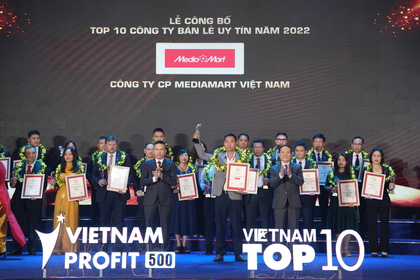 LỄ CÔNG BỐ
TOP 10 CÔNG TY BÁN LẺ UY TÍN NĂM 2022
MediaMart
CÔNG TY CP MEDIAMART VIỆT NAM
VIETNAM
PROFIT 500
VIETNAM
TOP 10